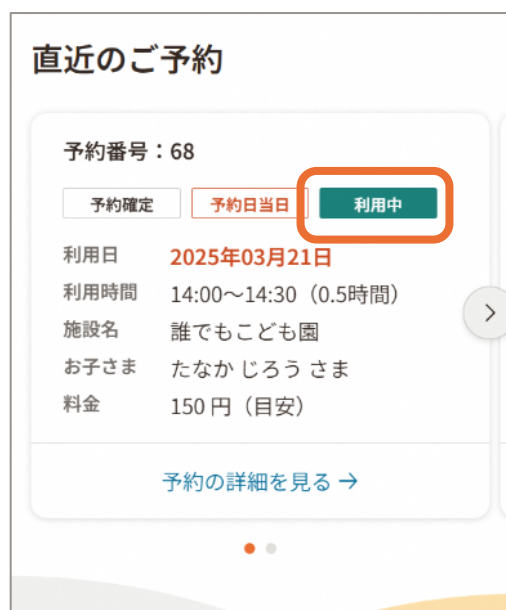 直近のご予約
予約番号：68
予約確定 予約日当日 利用中
利用日 2025年03月21日
利用時間 14:00～14:30（0.5時間）
施設名 誰でもこども園
お子さま たなか じろう さま
料金 150 円（目安）
予約の詳細を見る →